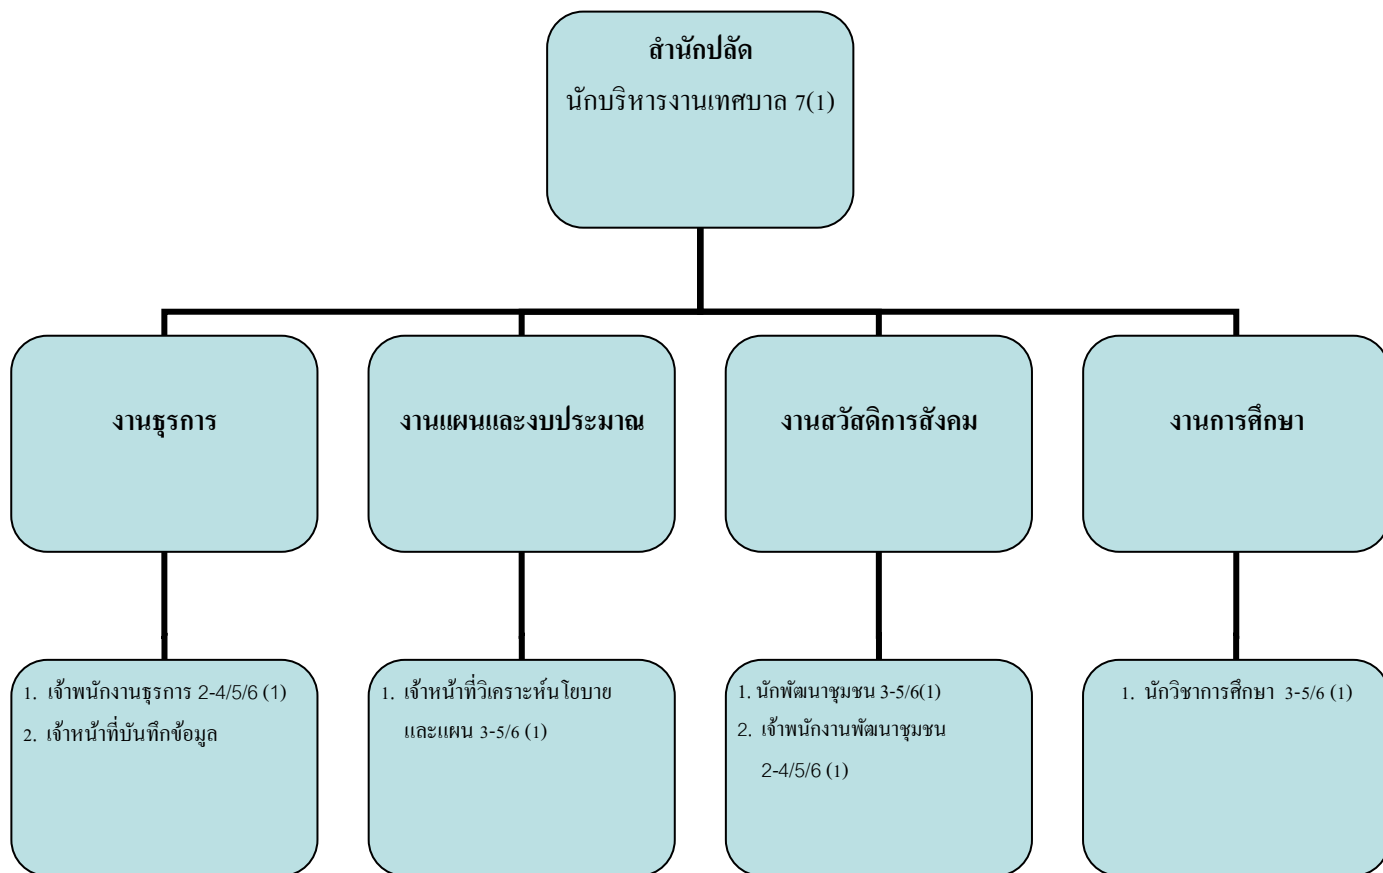 สำนักปลัด
นักบริหารงานเทศบาล 7(1)
งานธุรการ
งานแผนและงบประมาณ
งานสวัสดิการสังคม
งานการศึกษา
1. เจ้าพนักงานธุรการ 2-4/5/6 (1)
2. เจ้าหน้าที่บันทึกข้อมูล
1. เจ้าหน้าที่วิเคราะห์นโยบาย
และแผน 3-5/6 (1)
1. นักพัฒนาชุมชน 3-5/6(1)
2. เจ้าพนักงานพัฒนาชุมชน
2-4/5/6 (1)
1. นักวิชาการศึกษา 3-5/6 (1)